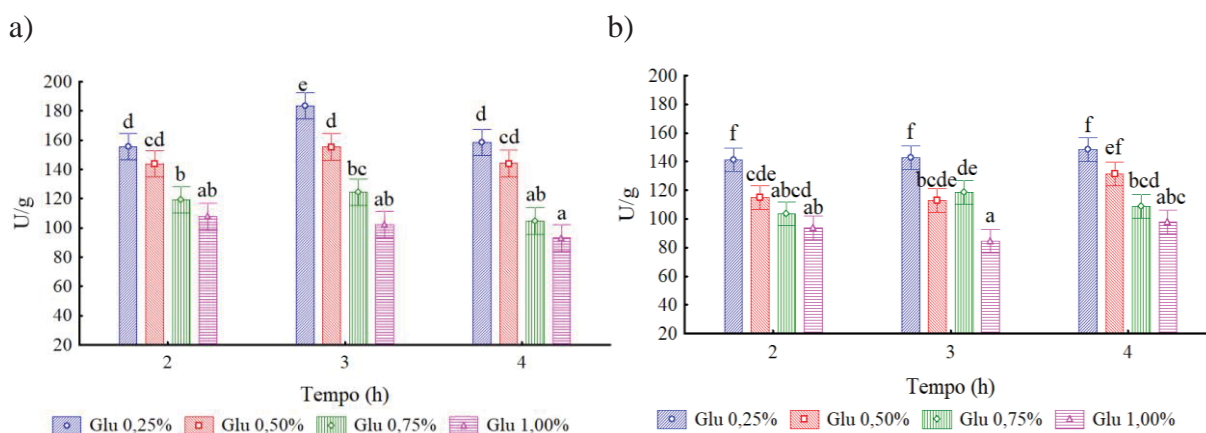 a)
200
180
160
140
120
100
80
60
40
20
U/g
d
cd
b
ab
e
d
bc
ab
d
cd
ab
a
2
3
4
Tempo (h)
Glu 0,25%
Glu 0,50%
Glu 0,75%
Glu 1,00%
b)
200
180
160
140
120
100
80
60
40
20
U/g
f
cde
abcd
ab
f
bcde
de
a
f
ef
bcd
abc
2
3
4
Tempo (h)
Glu 0,25%
Glu 0,50%
Glu 0,75%
Glu 1,00%